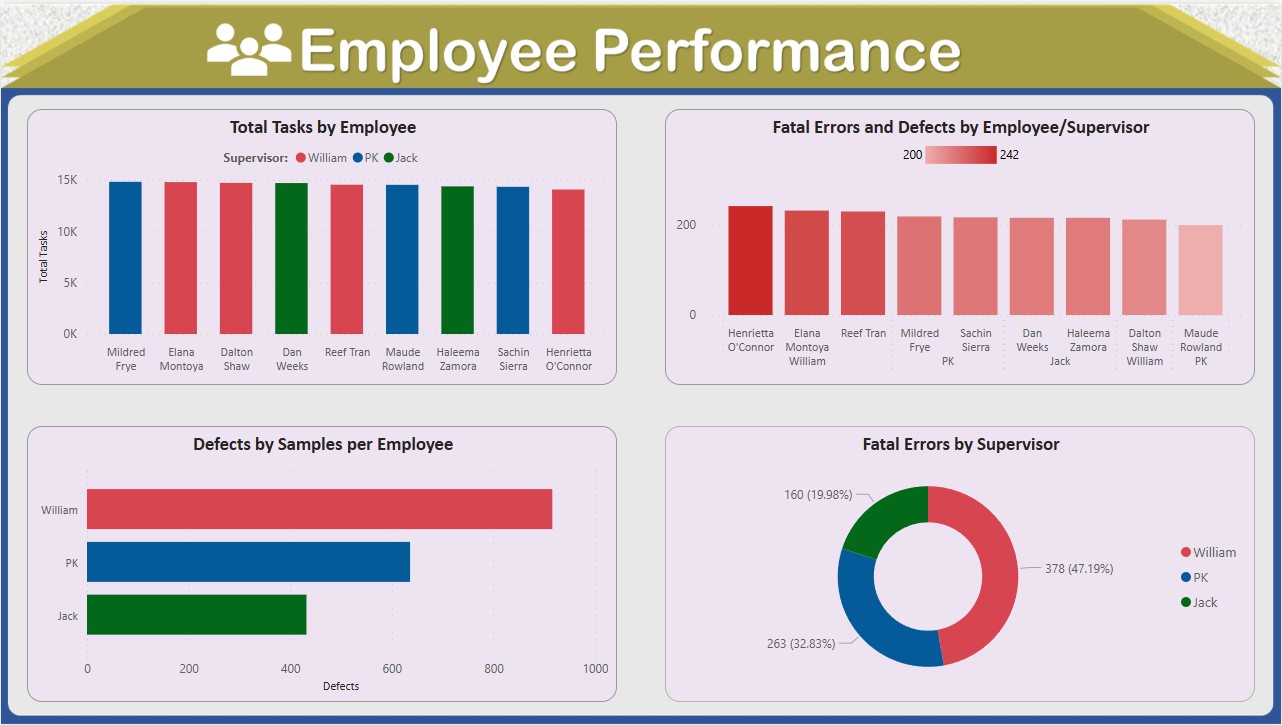 Employee Performance
Total Tasks by Employee
Supervisor: William PK Jack
15K
10K
5K
0K
Total Tasks
Mildred Elana Dalton Dan Reef Tran Maude Haleema Sachin Henrietta
Frye Montoya Shaw Weeks Rowland Zamora Sierra O'Connor
Fatal Errors and Defects by Employee/Supervisor
200 242
200
0
Henrietta Elana Reef Tran Mildred Sachin Dan Haleema Dalton Maude
O'Connor Montoya Frye Sierra Weeks Zamora Shaw Rowland
William PK Jack William PK
Defects by Samples per Employee
William
PK
Jack
0 200 400 600 800 1000
Defects
Fatal Errors by Supervisor
160 (19.98%)
378 (47.19%)
263 (32.83%)
William
PK
Jack